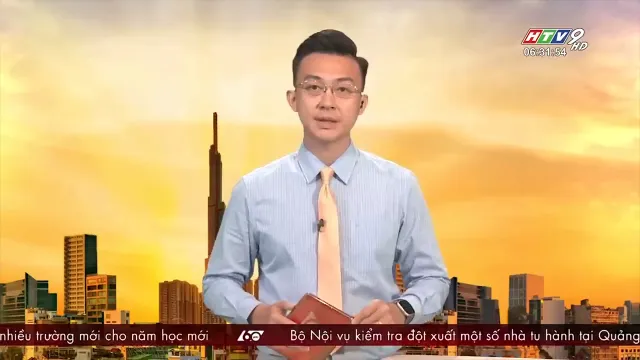 HTV9 HD
06:31:54
nhiều trường mới cho năm học mới 60 Bộ Nội vụ kiểm tra đột xuất một số nhà tu hành tại Quảng